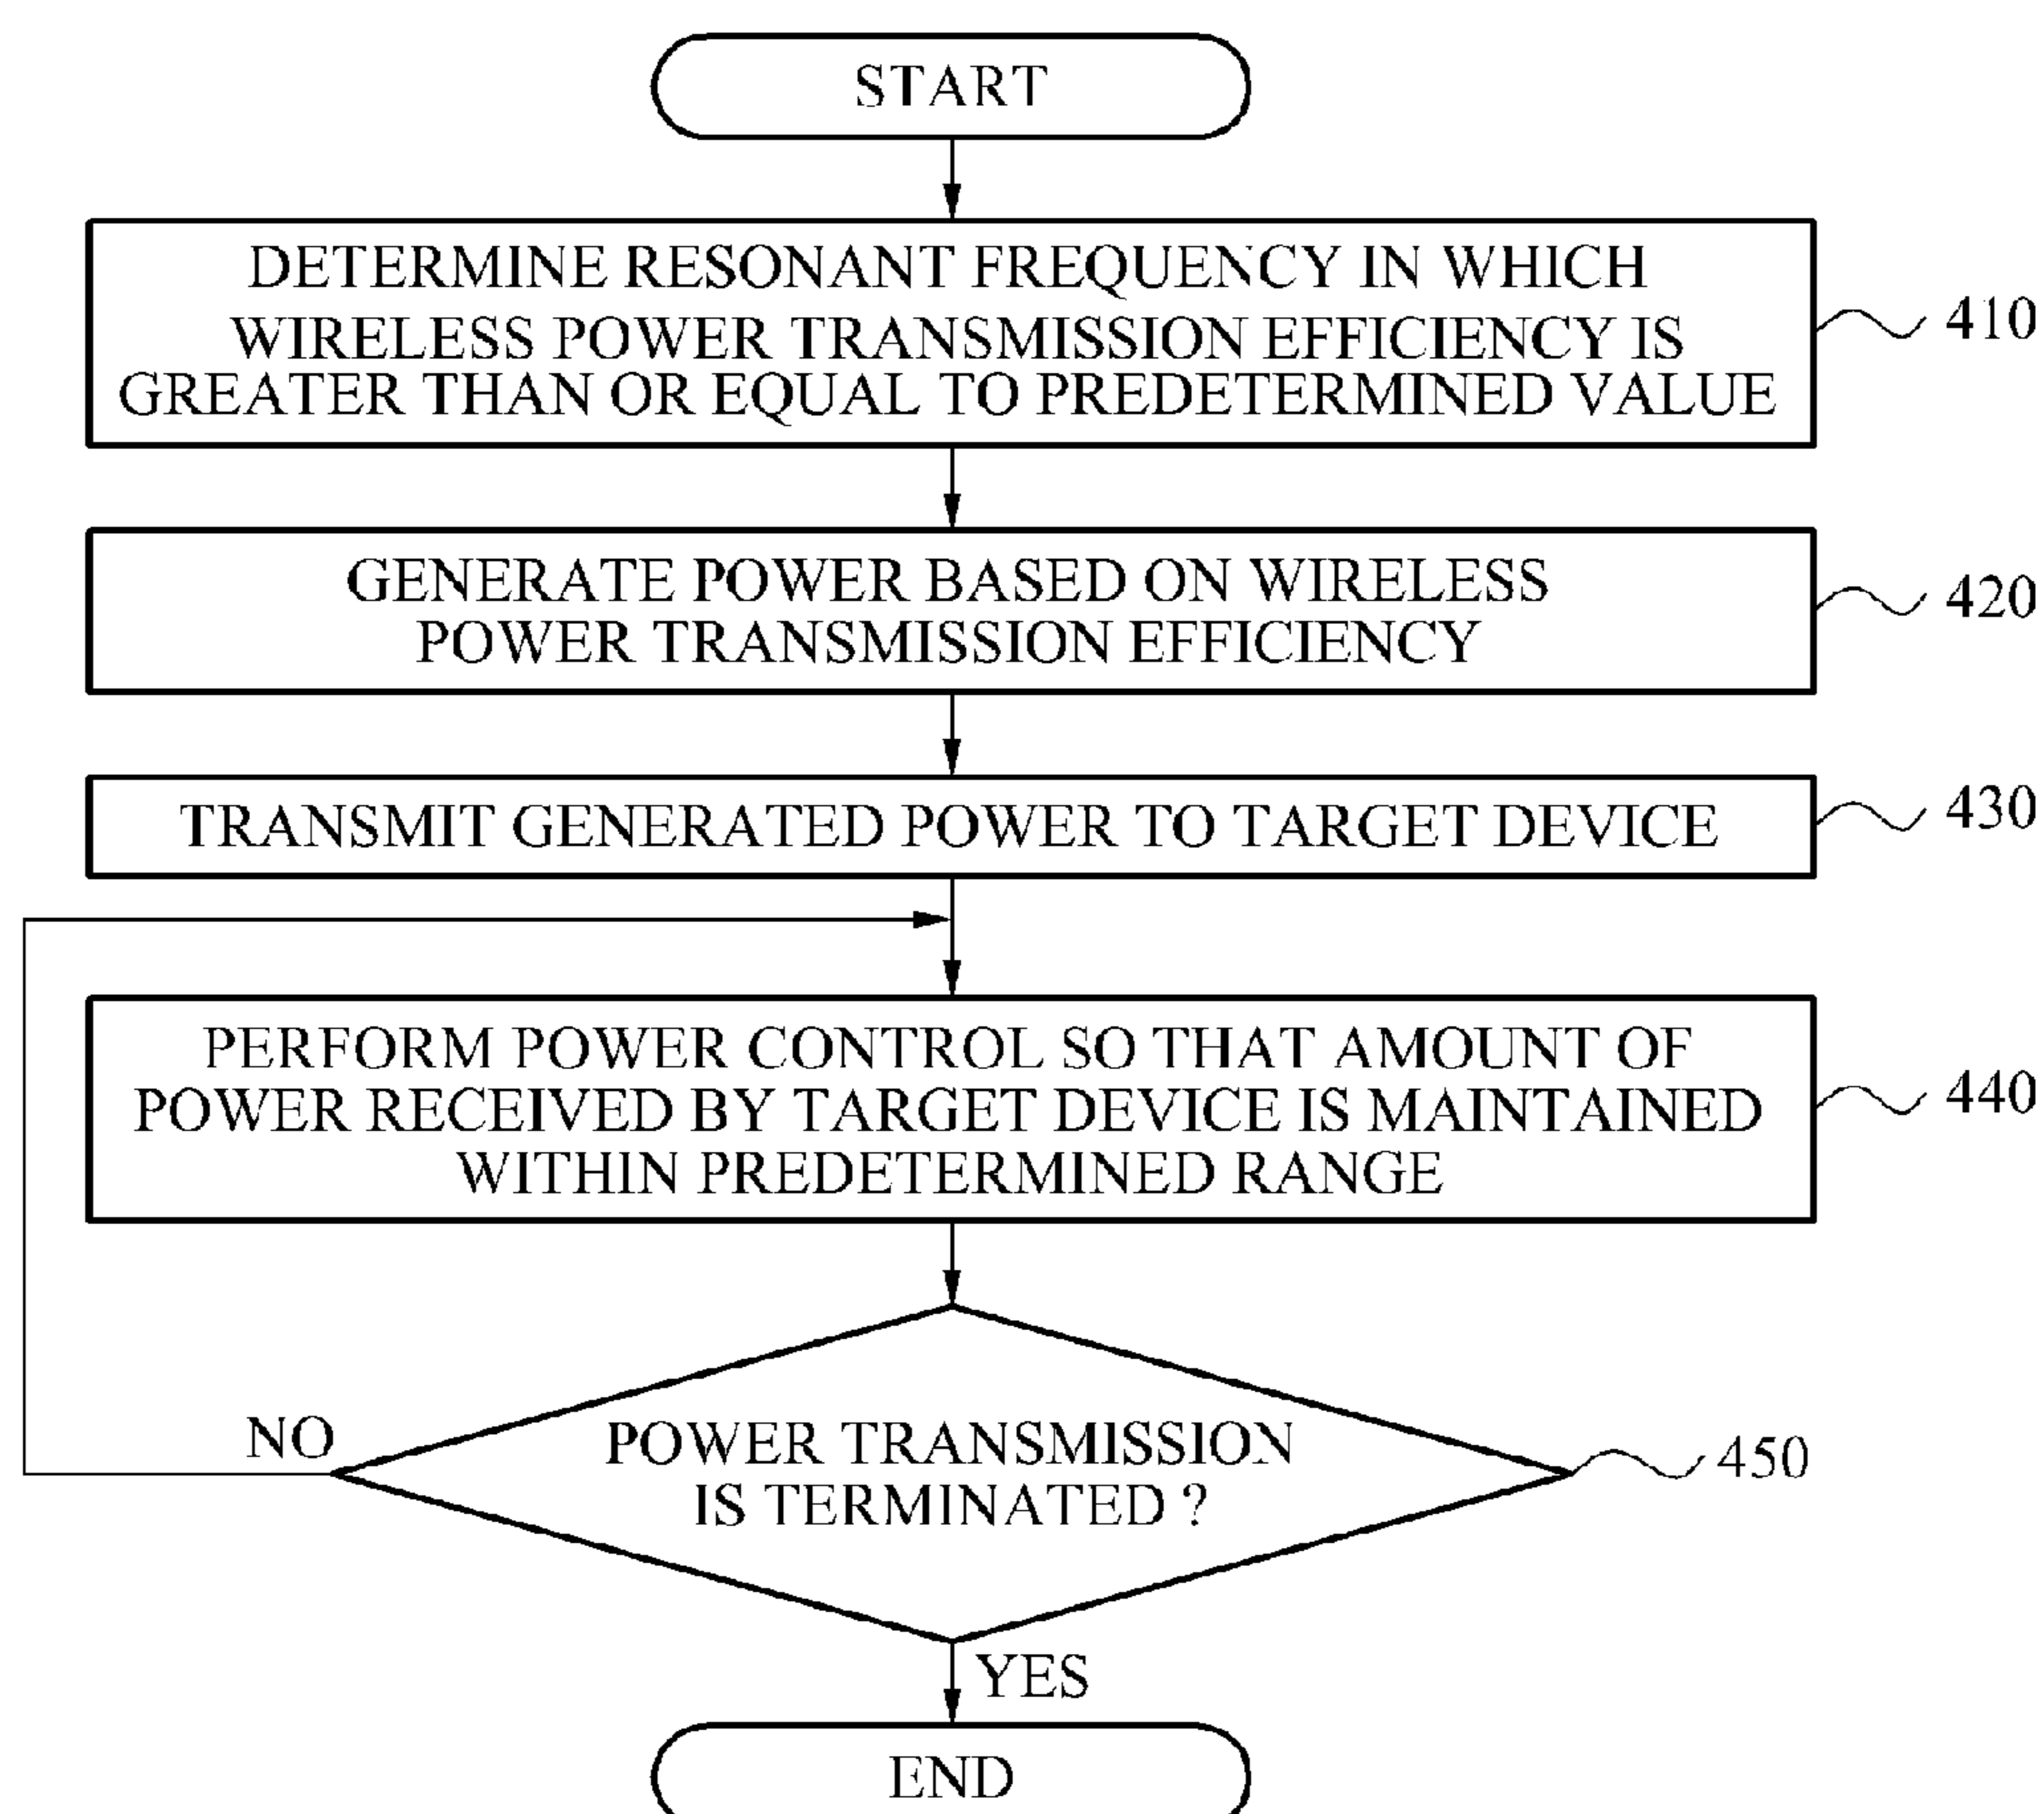 START
DETERMINE RESONANT FREQUENCY IN WHICH
WIRELESS POWER TRANSMISSION EFFICIENCY IS
GREATER THAN OR EQUAL TO PREDETERMINED VALUE
410
GENERATE POWER BASED ON WIRELESS
POWER TRANSMISSION EFFICIENCY
420
TRANSMIT GENERATED POWER TO TARGET DEVICE
430
PERFORM POWER CONTROL SO THAT AMOUNT OF
POWER RECEIVED BY TARGET DEVICE IS MAINTAINED
WITHIN PREDETERMINED RANGE
440
NO
POWER TRANSMISSION
IS TERMINATED ?
450
YES
END